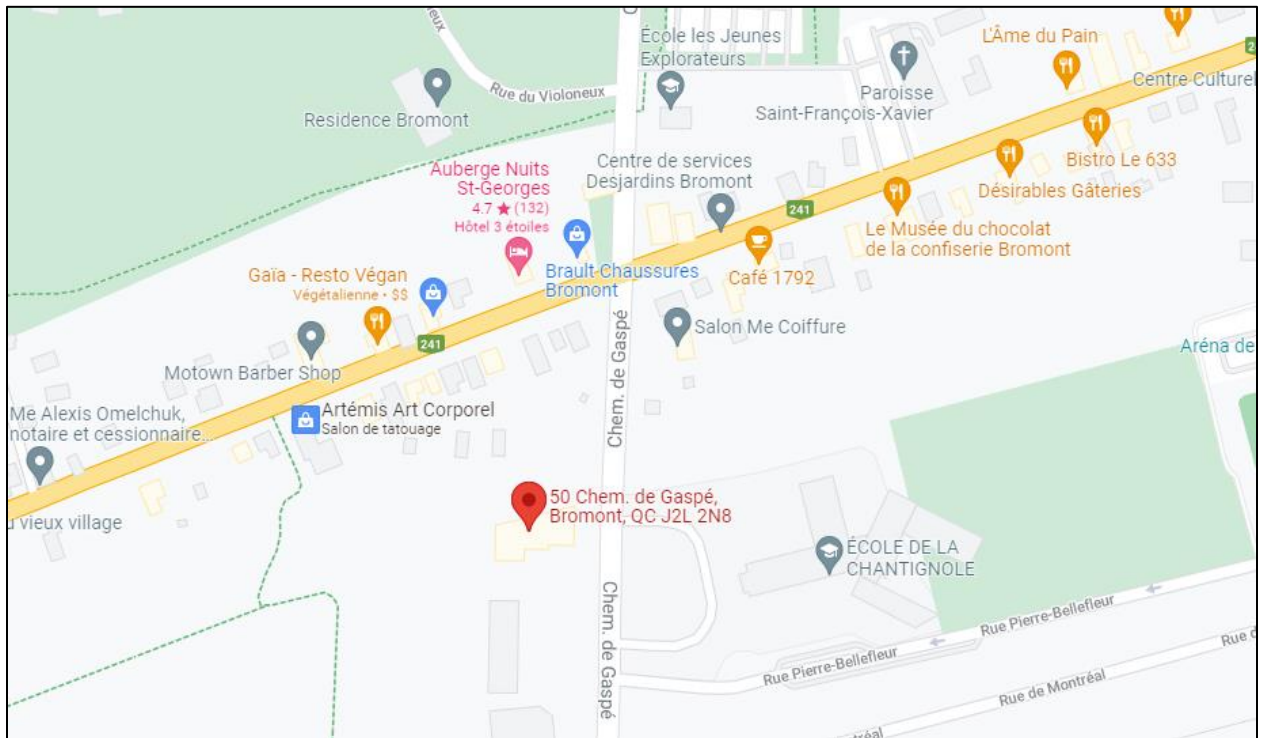 C
eux
École les Jeunes
Explorateurs
L'Âme du Pain
2
Centre Culturel
Rue du Violoneux
Residence Bromont
Paroisse
Saint-François-Xavier
Bistro Le 633
Auberge Nuits
St-Georges
4.7 ★ (132)
Hôtel 3 étoiles
Centre de services
Desjardins Bromont
Désirables Gâteries
241
Le Musée du chocolat
de la confiserie Bromont
Gaïa - Resto Végan
Végétalienne • $$
Brault Chaussures
Bromont
Café 1792
Salon Me Coiffure
241
Chem. de Gaspé
Aréna de
Motown Barber Shop
Me Alexis Omelchuk,
notaire et cessionnaire...
Artémis Art Corporel
Salon de tatouage
50 Chem. de Gaspé,
Bromont, QC J2L 2N8
u vieux village
ÉCOLE DE LA
CHANTIGNOLE
Chem. de Gaspé
Rue Pierre-Bellefleur
Rue Pierre-Bellefleur
Rue d
Rue de Montréal
réal